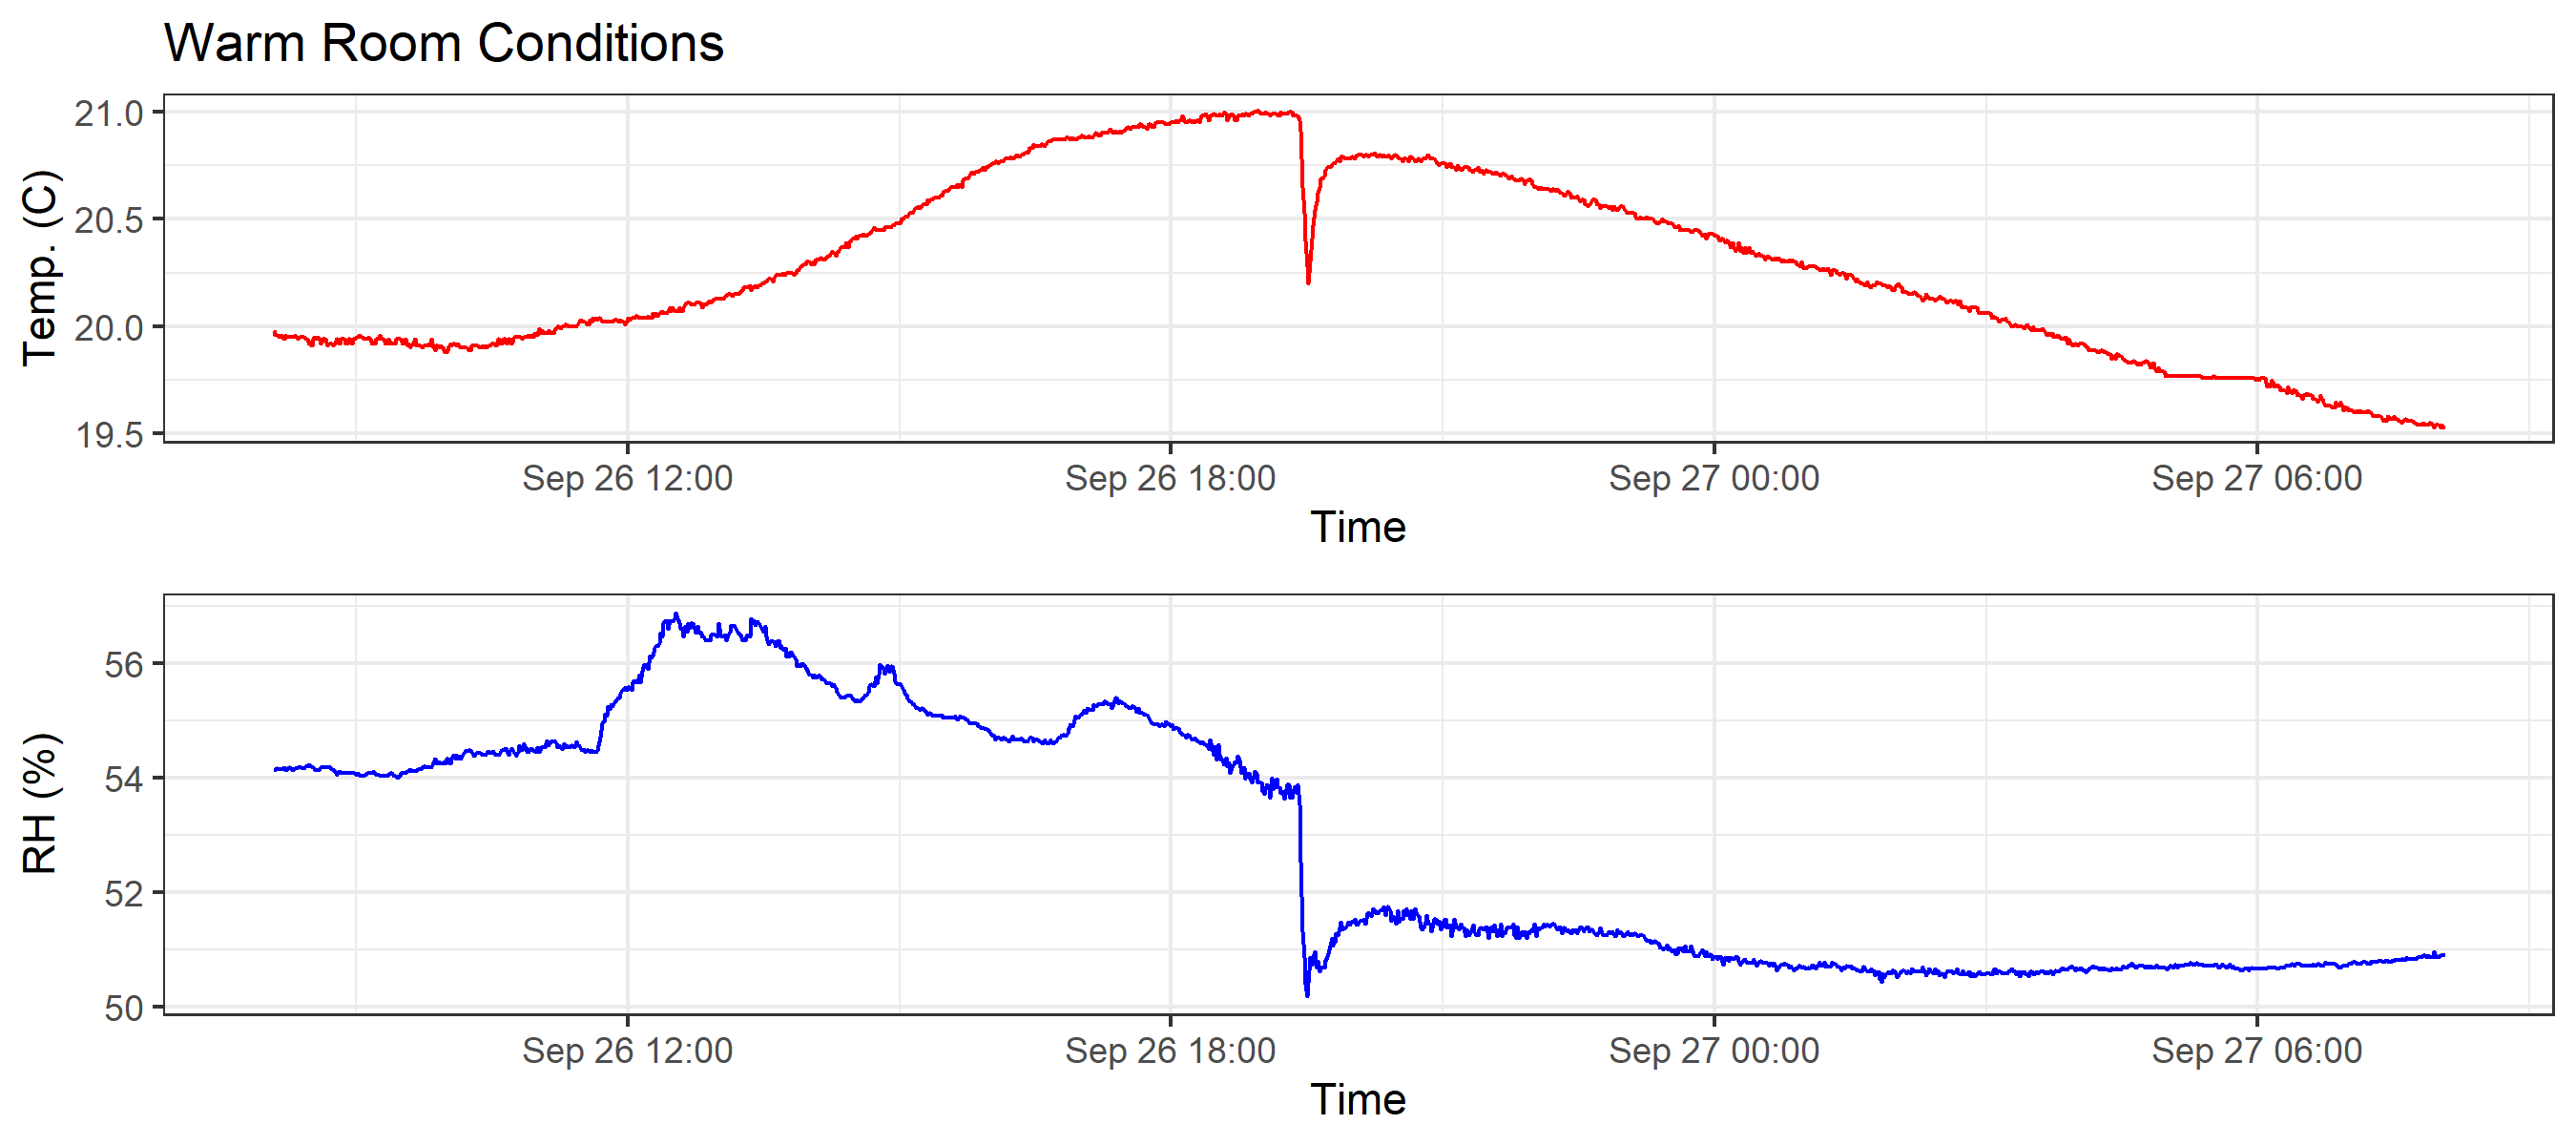 Warm Room Conditions
21.0
20.5
20.0
19.5
Temp. (C)
Sep 26 12:00 Sep 26 18:00 Sep 27 00:00 Sep 27 06:00
Time
56
54
52
50
RH (%)
Sep 26 12:00 Sep 26 18:00 Sep 27 00:00 Sep 27 06:00
Time